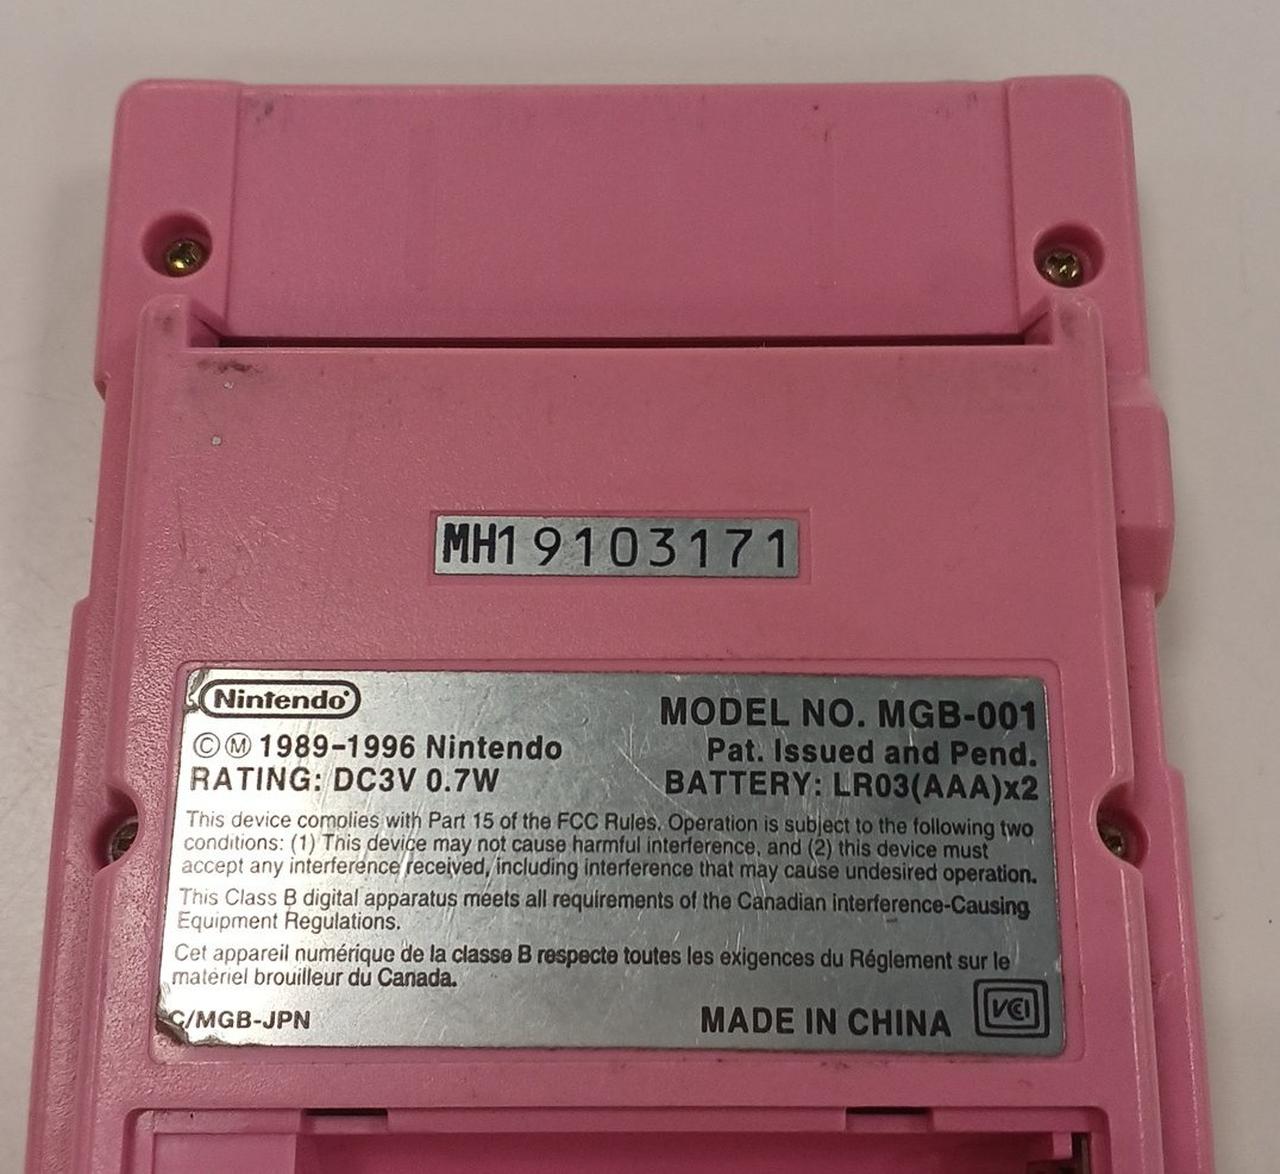 MH19103171
Nintendo
MODEL NO. MGB-001
©Ⓜ 1989-1996 Nintendo
Pat. Issued and Pend.
RATING: DC3V 0.7W
BATTERY: LR03(AAA)x2
This device complies with Part 15 of the FCC Rules. Operation is subject to the following two
conditions: (1) This device may not cause harmful interference, and (2) this device must
accept any interference received, including interference that may cause undesired operation.
This Class B digital apparatus meets all requirements of the Canadian interference-Causing
Equipment Regulations.
Cet appareil numérique de la classe B respecte toutes les exigences du Réglement sur le
matériel brouilleur du Canada.
C/MGB-JPN
MADE IN CHINA
VCI